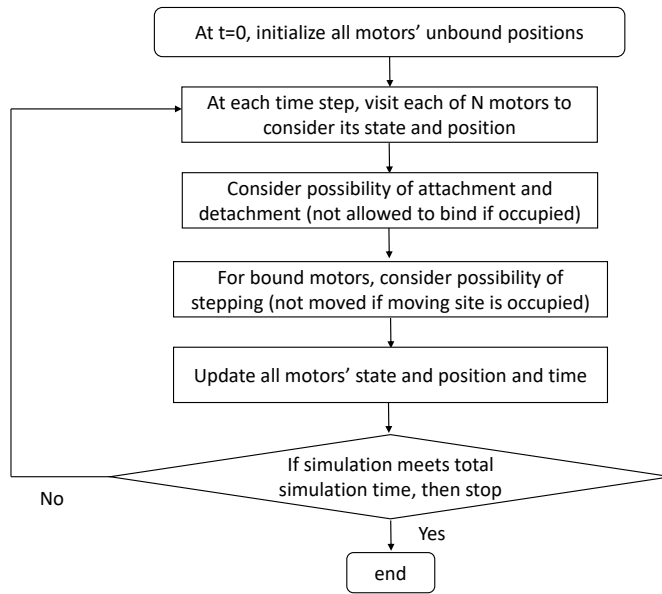 At t=0, initialize all motors’ unbound positions
At each time step, visit each of N motors to
consider its state and position
Consider possibility of attachment and
detachment (not allowed to bind if occupied)
For bound motors, consider possibility of
stepping (not moved if moving site is occupied)
Update all motors’ state and position and time
If simulation meets total
simulation time, then stop
No
Yes
end